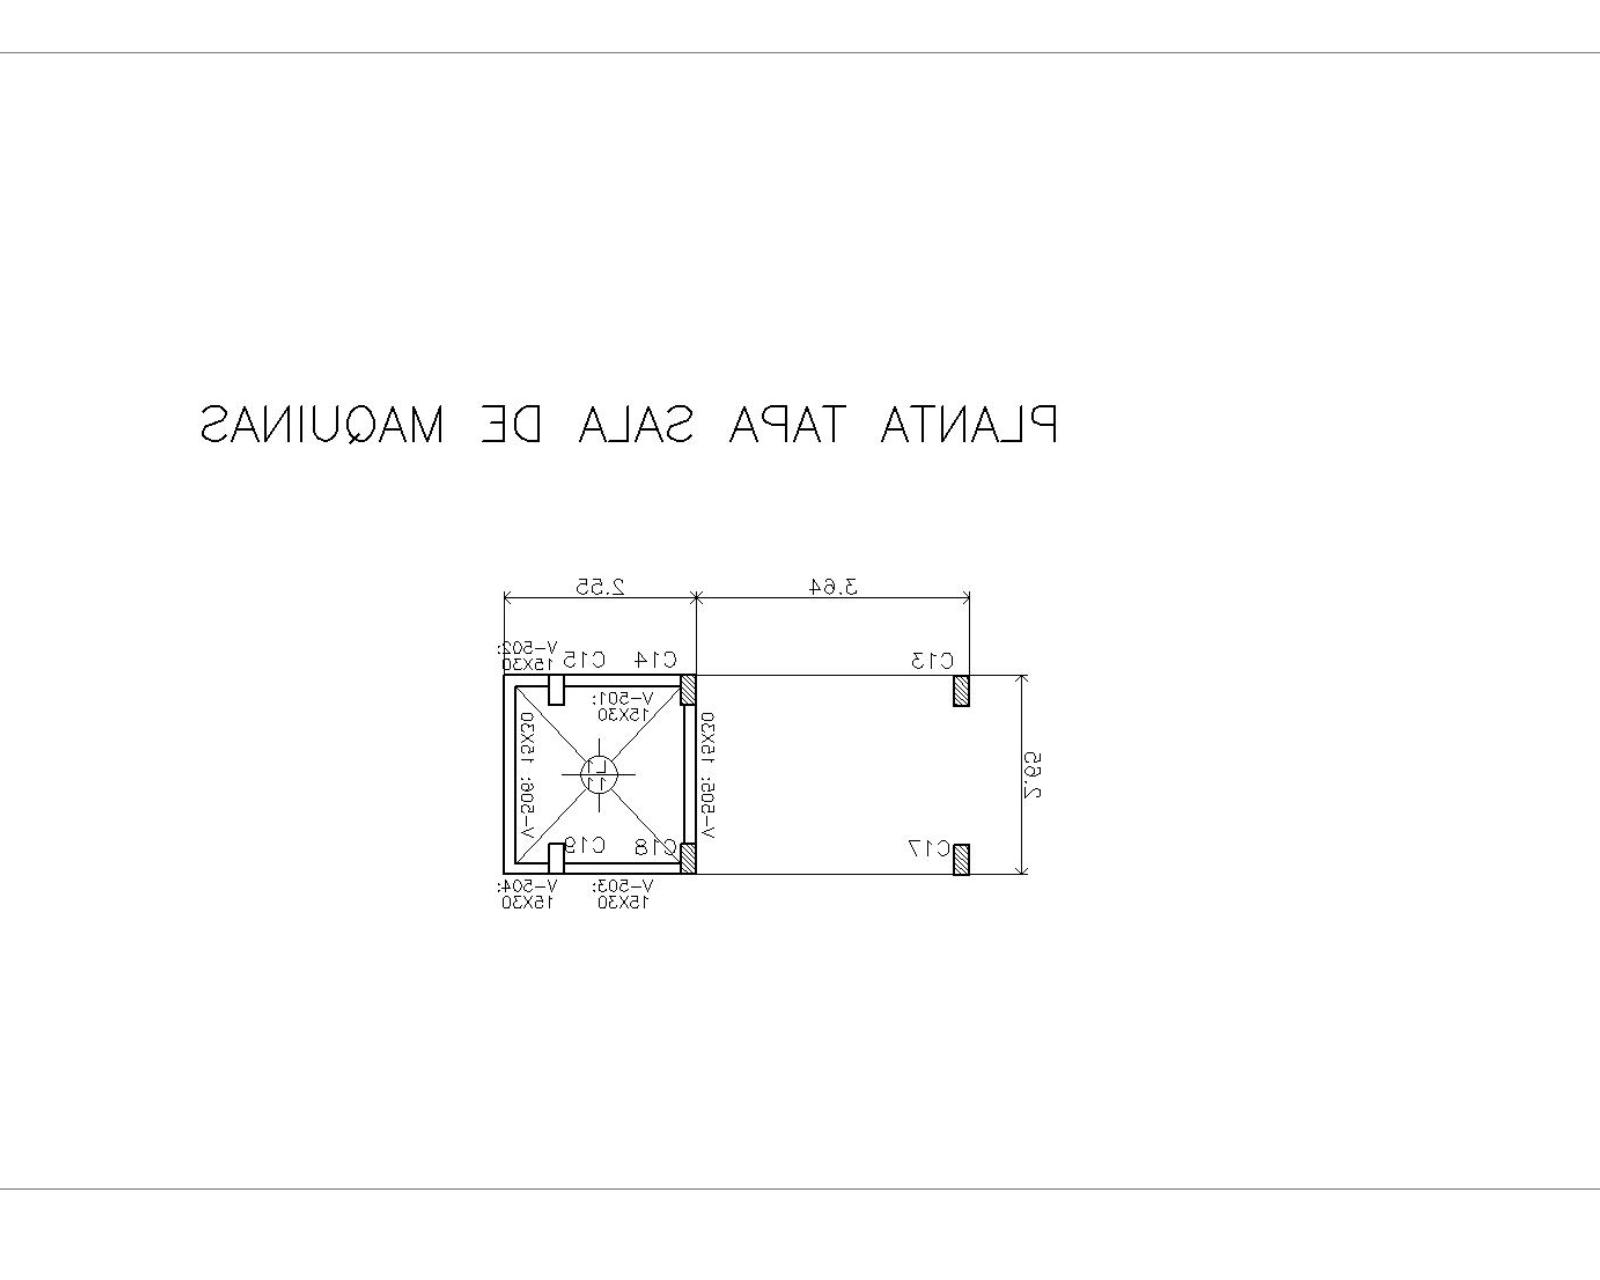 PLANTA TAPA SALA DE MAQUINAS
3.64
2.55
C13
C14
C15
V-502:
15X30
V-501:
15X30
V-505: 15X30
V-506: 15X30
L1
11
2.65
C17
C18
C19
V-503:
15X30
V-504:
15X30